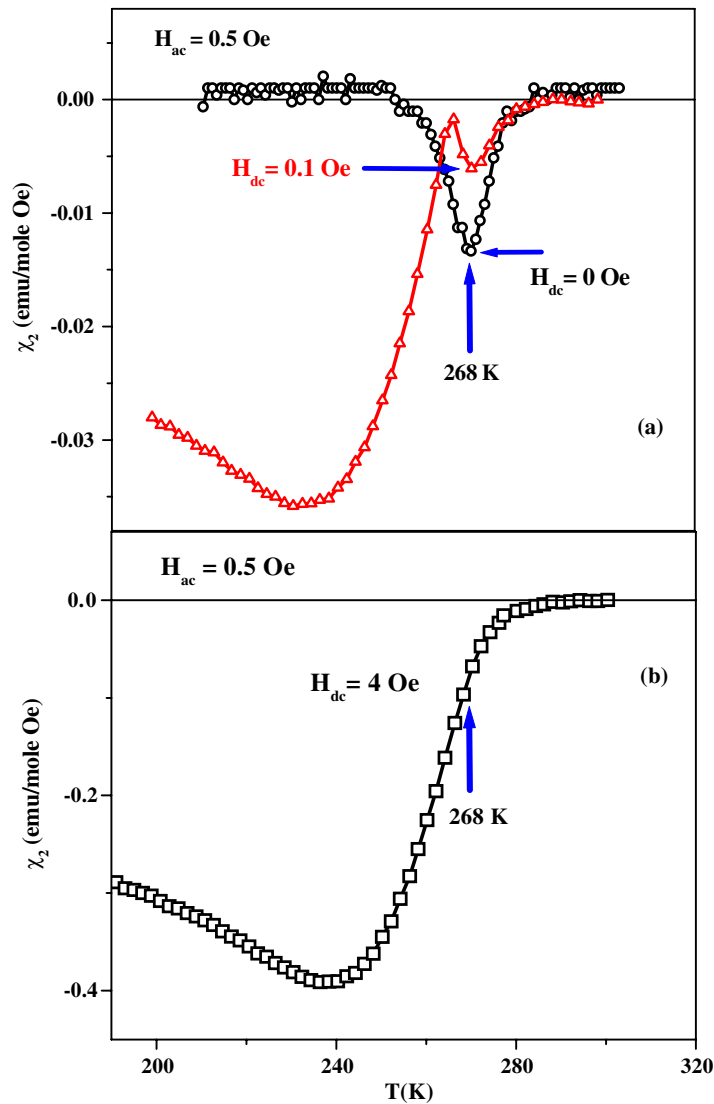 H_ac = 0.5 Oe
0.00
H_dc = 0.1 Oe
-0.01
H_dc = 0 Oe
χ_2 (emu/mole Oe)
-0.02
268 K
(a)
-0.03
H_ac = 0.5 Oe
0.0
(b)
H_dc = 4 Oe
χ_2 (emu/mole Oe)
-0.2
268 K
-0.4
200 240 280 320
T(K)